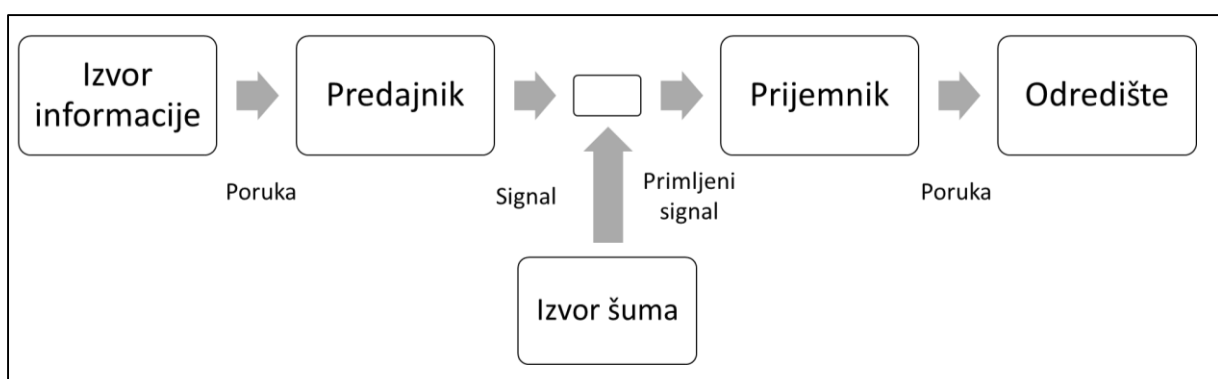 Izvor
informacije
Predajnik
Prijemnik
Odredište
Poruka
Signal
Primljeni
signal
Poruka
Izvor šuma